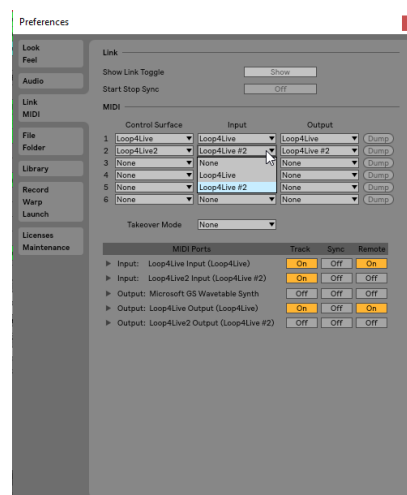 Preferences
Look
Feel
Audio
Link
MIDI
File
Folder
Library
Record
Warp
Launch
Licenses
Maintenance
Link
Show Link Toggle Show
Start Stop Sync Off
MIDI
Control Surface Input Output
1 Loop4Live Loop4Live Loop4Live Dump
2 Loop4Live2 Loop4Live #2 Loop4Live #2 Dump
3 None None None Dump
4 None Loop4Live None Dump
5 None Loop4Live #2 None Dump
6 None None None Dump
Takeover Mode None
MIDI Ports Track Sync Remote
Input: Loop4Live Input (Loop4Live) On Off On
Input: Loop4Live2 Input (Loop4Live #2) On Off Off
Output: Microsoft GS Wavetable Synth Off Off Off
Output: Loop4Live Output (Loop4Live) On Off On
Output: Loop4Live2 Output (Loop4Live #2) Off Off Off